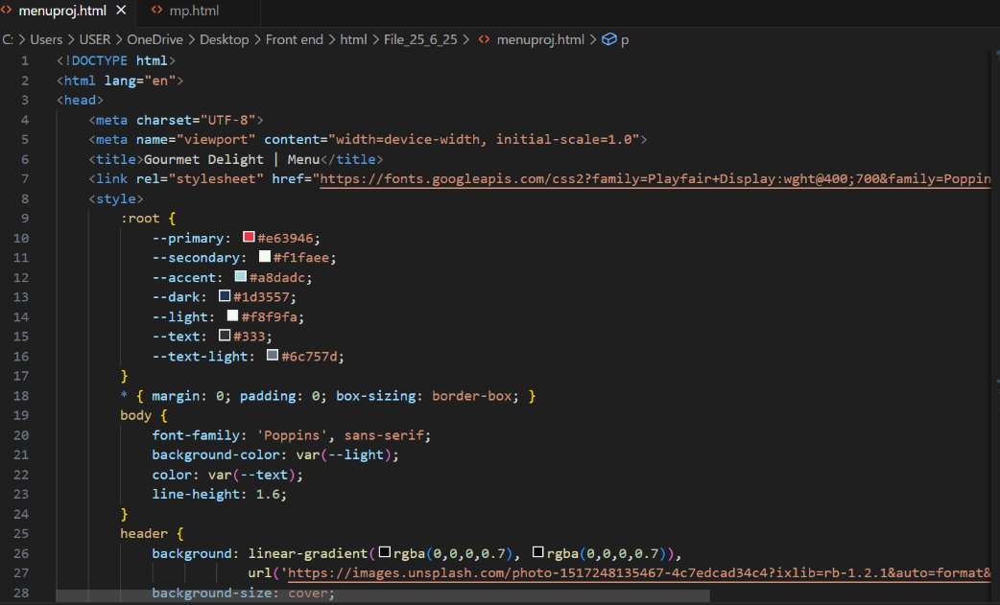 menuproj.html
mp.html
C: > Users > USER > OneDrive > Desktop > Front end > html > File_25_6_25 > menuproj.html > p
1 <!DOCTYPE html>
2 <html lang="en">
3 <head>
4 <meta charset="UTF-8">
5 <meta name="viewport" content="width=device-width, initial-scale=1.0">
6 <title>Gourmet Delight | Menu</title>
7 <link rel="stylesheet" href="https://fonts.googleapis.com/css2?family=Playfair+Display:wght@400;700&family=Poppin
8 <style>
9 :root {
10 --primary: #e63946;
11 --secondary: #f1faee;
12 --accent: #a8dadc;
13 --dark: #1d3557;
14 --light: #f8f9fa;
15 --text: #333;
16 --text-light: #6c757d;
17 }
18 * { margin: 0; padding: 0; box-sizing: border-box; }
19 body {
20 font-family: 'Poppins', sans-serif;
21 background-color: var(--light);
22 color: var(--text);
23 line-height: 1.6;
24 }
25 header {
26 background: linear-gradient(rgba(0,0,0,0.7), rgba(0,0,0,0.7)),
27 url('https://images.unsplash.com/photo-1517248135467-4c7edcad34c4?ixlib=rb-1.2.1&auto=format&
28 background-size: cover;